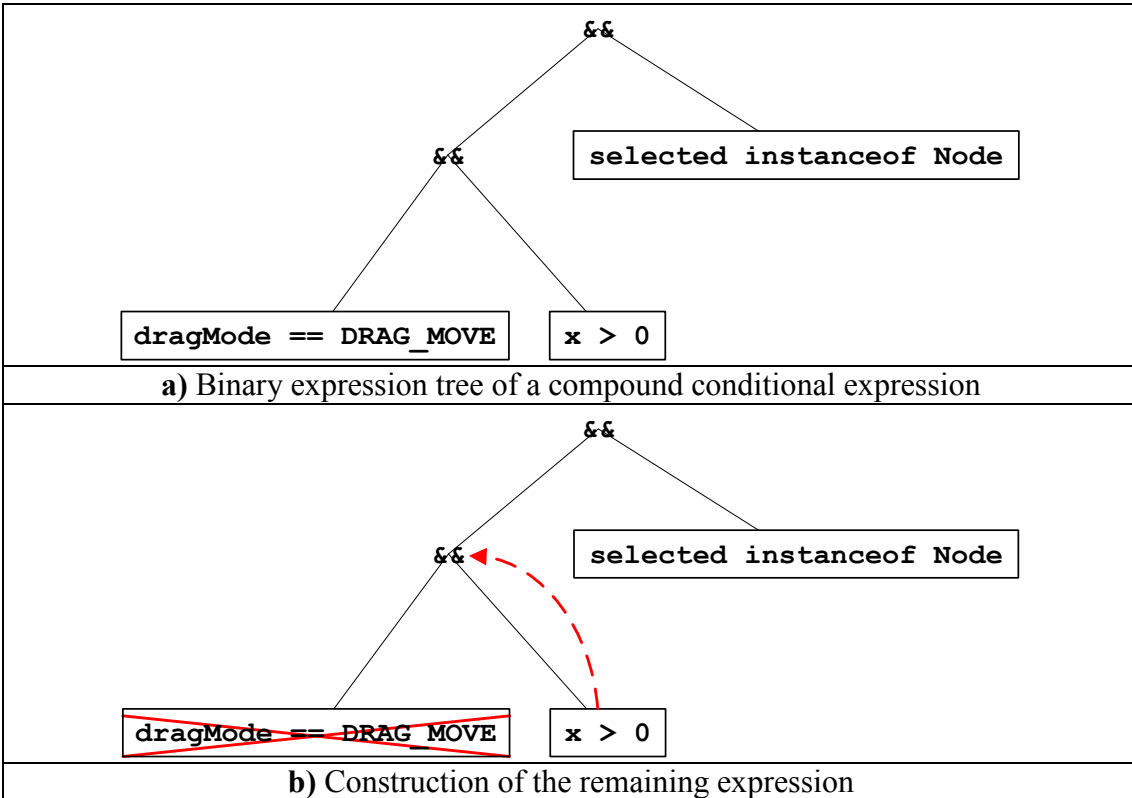 &&
&&
selected instanceof Node
dragMode == DRAG_MOVE
x > 0
a) Binary expression tree of a compound conditional expression
&&
&&
selected instanceof Node
dragMode == DRAG_MOVE
x > 0
b) Construction of the remaining expression